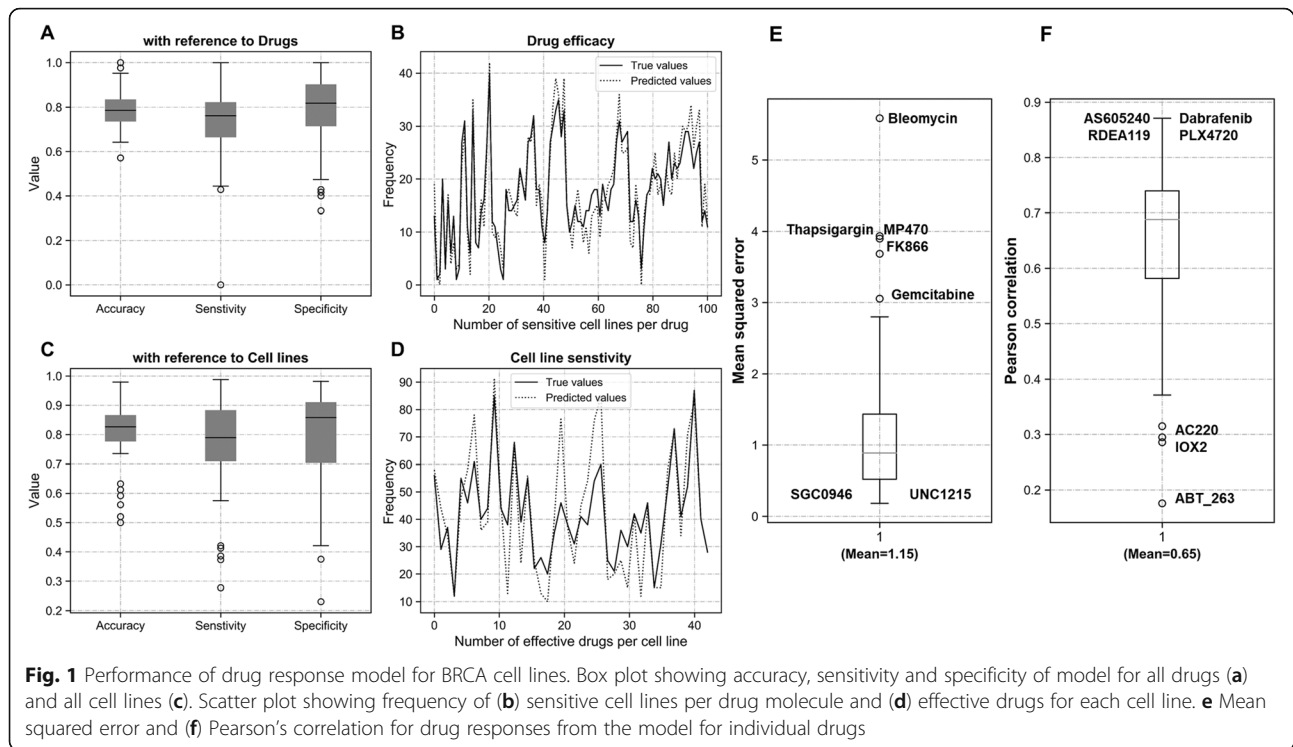 A
with reference to Drugs
Value
1.0
0.8
0.6
0.4
0.2
0.0
Accuracy Senstivity Specificity
B
Drug efficacy
True values
Predicted values
Frequency
40
30
20
10
0
0 20 40 60 80 100
Number of sensitive cell lines per drug
C
with reference to Cell lines
Value
1.0
0.9
0.8
0.7
0.6
0.5
0.4
0.3
0.2
Accuracy Senstivity Specificity
D
Cell line senstivity
True values
Predicted values
Frequency
90
80
70
60
50
40
30
20
10
0 10 20 30 40
Number of effective drugs per cell line
E
Mean squared error
5
4
3
2
1
0
Bleomycin
Thapsigargin MP470
FK866
Gemcitabine
SGC0946 UNC1215
1
(Mean=1.15)
F
Pearson correlation
0.9
0.8
0.7
0.6
0.5
0.4
0.3
0.2
AS605240 Dabrafenib
RDEA119 PLX4720
AC220
IOX2
ABT_263
1
(Mean=0.65)
Fig. 1 Performance of drug response model for BRCA cell lines. Box plot showing accuracy, sensitivity and specificity of model for all drugs (a)
and all cell lines (c). Scatter plot showing frequency of (b) sensitive cell lines per drug molecule and (d) effective drugs for each cell line. e Mean
squared error and (f) Pearson's correlation for drug responses from the model for individual drugs